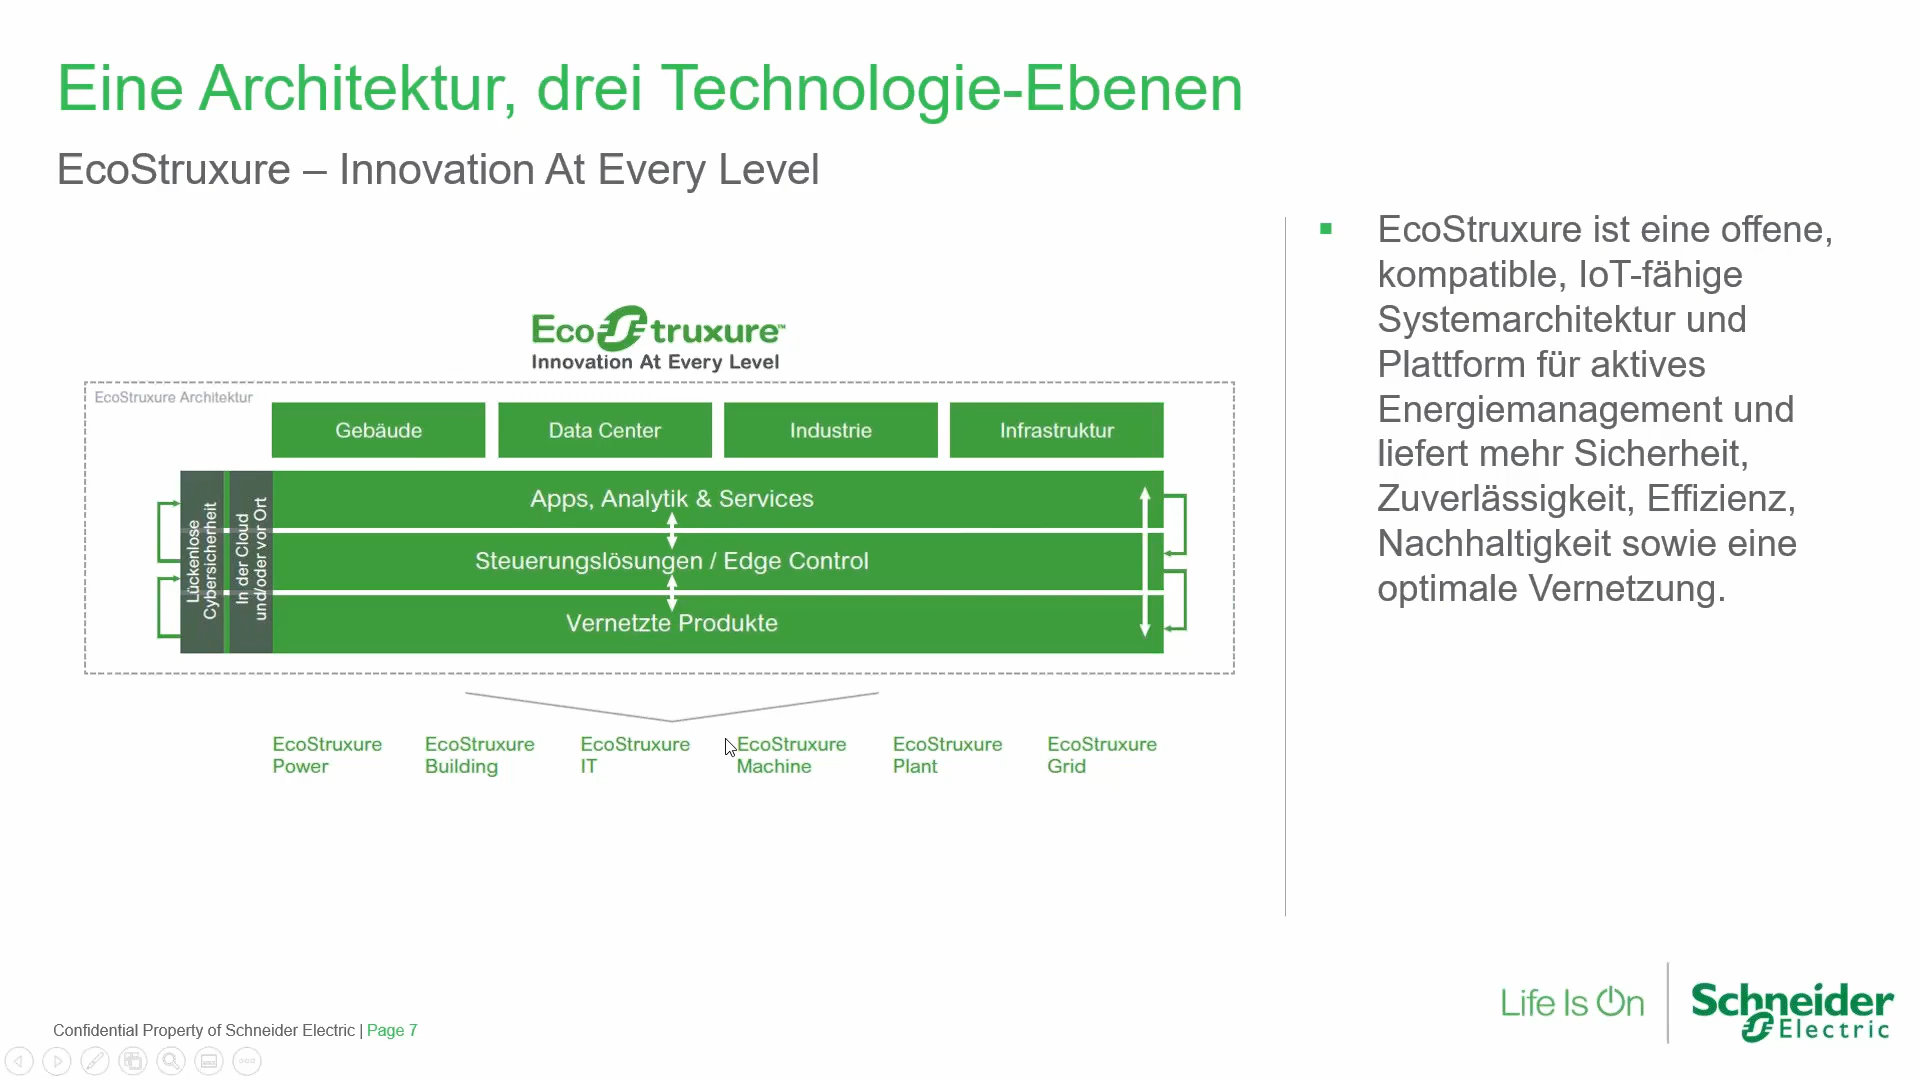 Eine Architektur, drei Technologie-Ebenen
EcoStruxure – Innovation At Every Level
EcoStruxure™
Innovation At Every Level
EcoStruxure Architektur
Gebäude
Data Center
Industrie
Infrastruktur
Lückenlose
Cybersicherheit
In der Cloud
und/oder vor Ort
Apps, Analytik & Services
Steuerungslösungen / Edge Control
Vernetzte Produkte
EcoStruxure
Power
EcoStruxure
Building
EcoStruxure
IT
EcoStruxure
Machine
EcoStruxure
Plant
EcoStruxure
Grid
▪ EcoStruxure ist eine offene,
kompatible, IoT-fähige
Systemarchitektur und
Plattform für aktives
Energiemanagement und
liefert mehr Sicherheit,
Zuverlässigkeit, Effizienz,
Nachhaltigkeit sowie eine
optimale Vernetzung.
Life Is On
Schneider
Electric
Confidential Property of Schneider Electric | Page 7